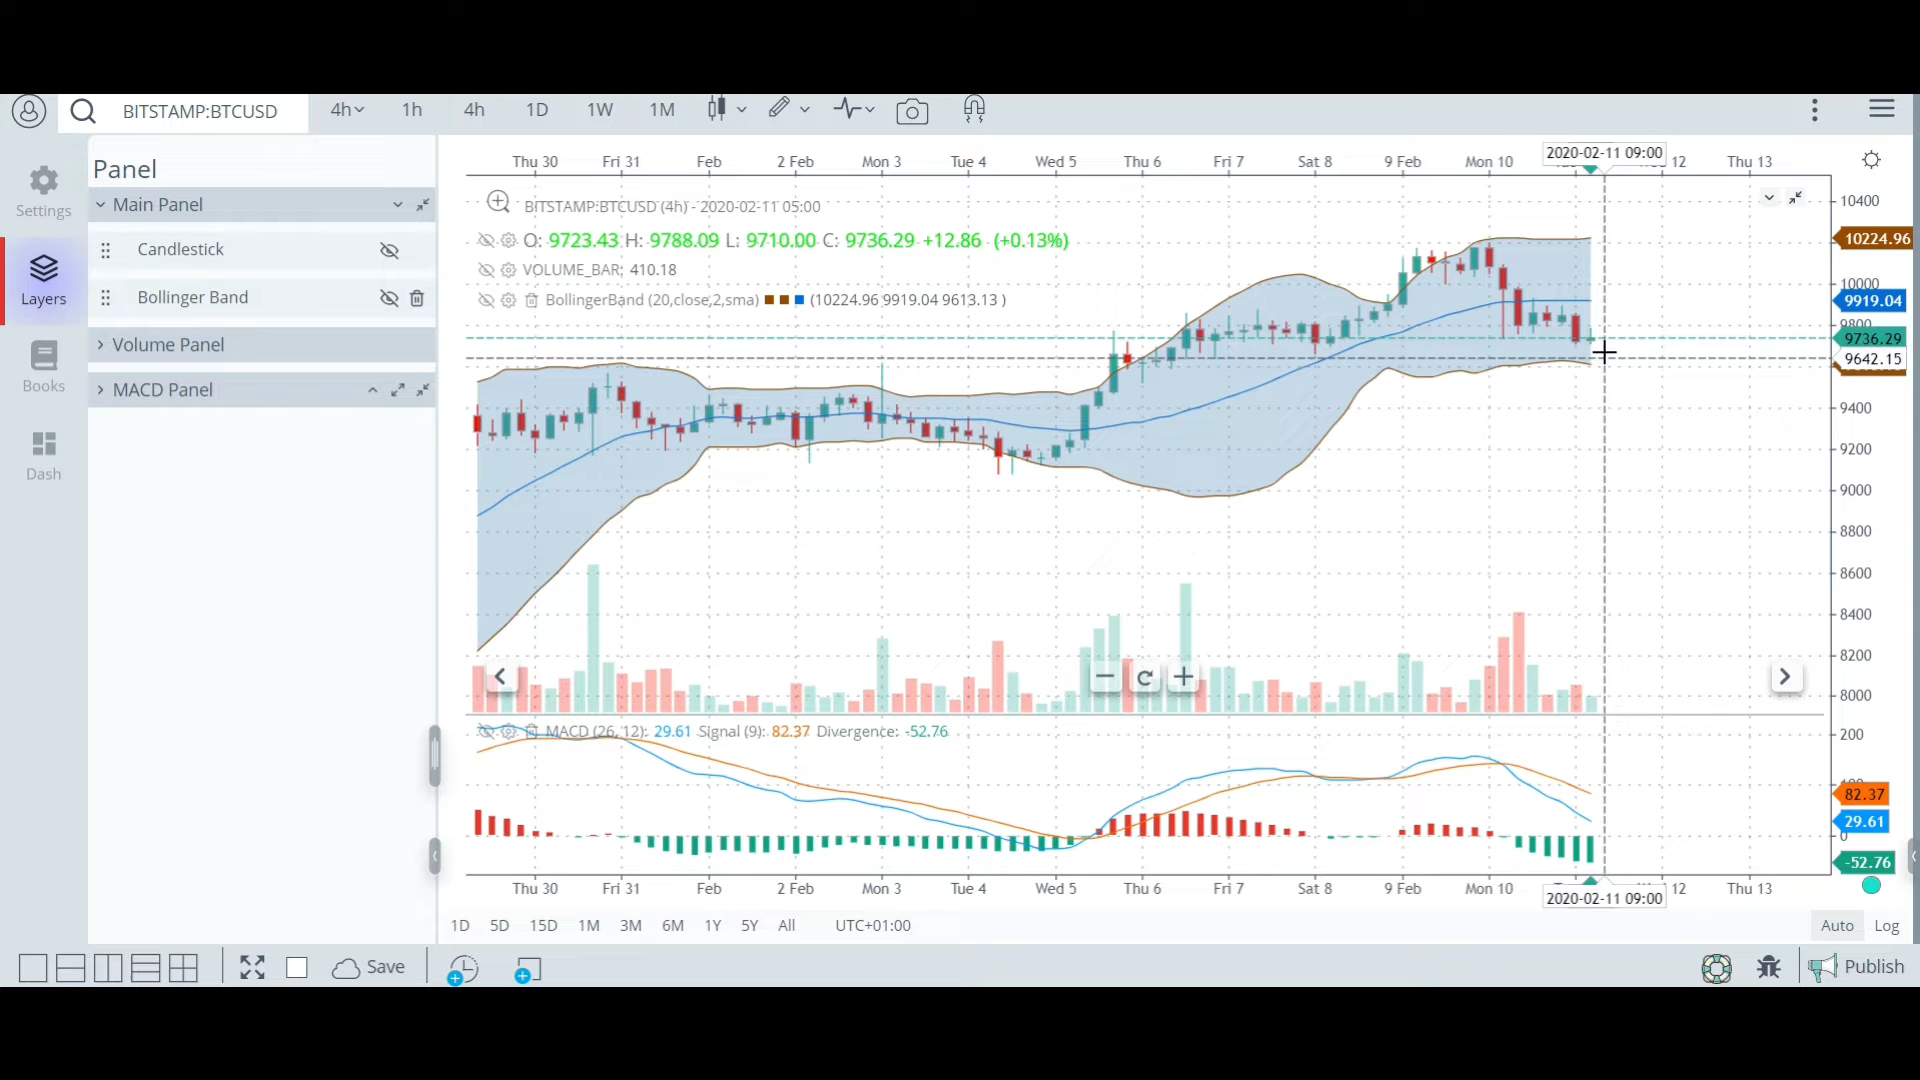 BITSTAMP:BTCUSD 4h 1h 4h 1D 1W 1M
Panel
Main Panel
Candlestick
Bollinger Band
Volume Panel
MACD Panel
Settings
Layers
Books
Dash
Thu 30 Fri 31 Feb 2 Feb Mon 3 Tue 4 Wed 5 Thu 6 Fri 7 Sat 8 9 Feb Mon 10 2020-02-11 09:00 12 Thu 13
BITSTAMP:BTCUSD (4h) - 2020-02-11 05:00
O: 9723.43 H: 9788.09 L: 9710.00 C: 9736.29 +12.86 (+0.13%)
VOLUME_BAR: 410.18
BollingerBand (20,close,2,sma) (10224.96 9919.04 9613.13 )
10400
10224.96
10000
9919.04
9800
9736.29
9642.15
9400
9200
9000
8800
8600
8400
8200
8000
MACD (26, 12): 29.61 Signal (9): 82.37 Divergence: -52.76
200
82.37
29.61
0
-52.76
Thu 30 Fri 31 Feb 2 Feb Mon 3 Tue 4 Wed 5 Thu 6 Fri 7 Sat 8 9 Feb Mon 10 12 Thu 13
2020-02-11 09:00
1D 5D 15D 1M 3M 6M 1Y 5Y All UTC+01:00 Auto Log
Save Publish